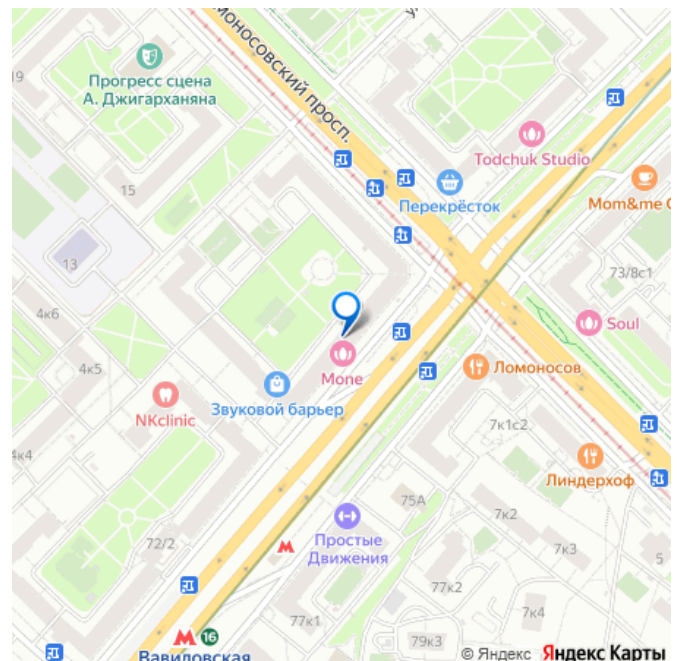 19
Прогресс сцена
А. Джигарханяна
моносовский просп.
Todchuk Studio
Перекрёсток
Mom&me C
15
13
73/8с1
4к6
Soul
4к5
Mone
Ломоносов
NKclinic
Звуковой барьер
7к1с2
4к4
Линдерхоф
75А
7к2
72/2
Простые
Движения
7к3
5
77к2
7к4
77к1
79к3
16
Вавиловская
© Яндекс Яндекс Карты